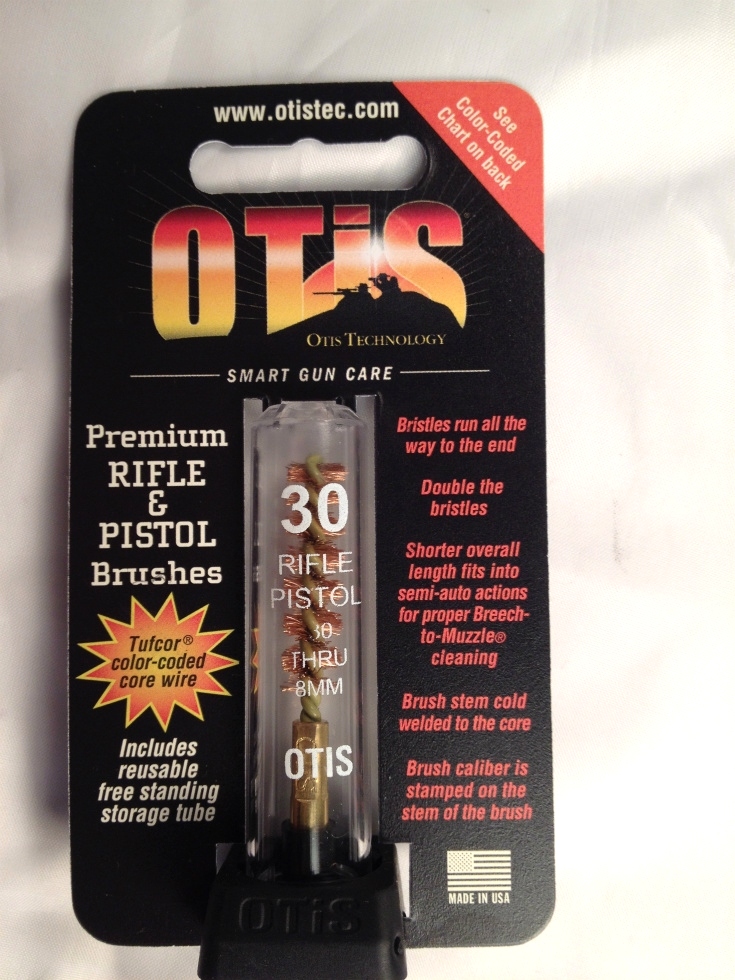 www.otistec.com
See
Color-Coded
Chart on back
OTiS
OTIS TECHNOLOGY
SMART GUN CARE
Premium
RIFLE
&
PISTOL
Brushes
Tufcor®
color-coded
core wire
Includes
reusable
free standing
storage tube
30
RIFLE
PISTOL
30
THRU
8MM
OTIS
OTiS
Bristles run all the
way to the end
Double the
bristles
Shorter overall
length fits into
semi-auto actions
for proper Breech-
to-Muzzle®
cleaning
Brush stem cold
welded to the core
Brush caliber is
stamped on the
stem of the brush
MADE IN USA